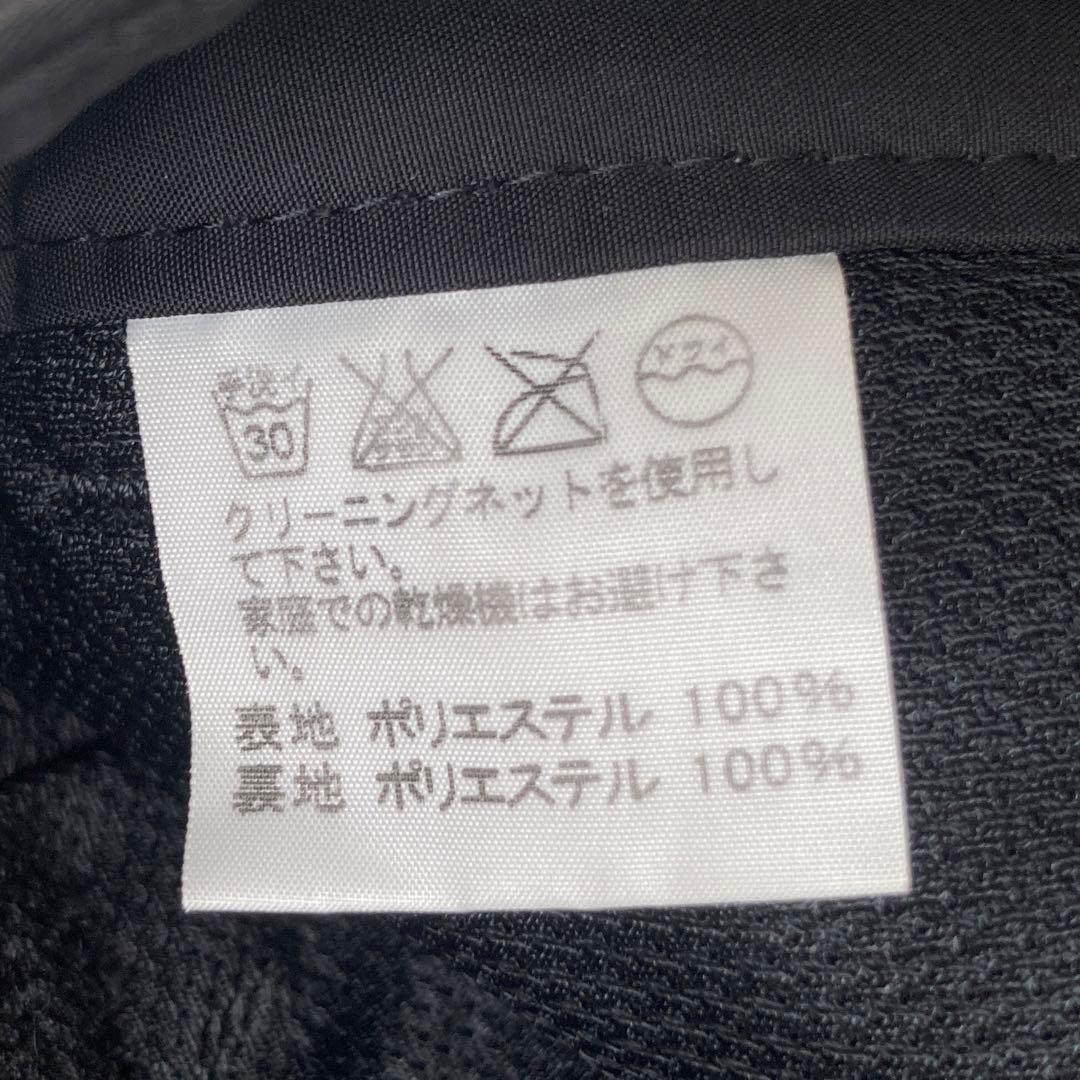 手洗イ
30
ドライ
クリーニングネットを使用し
て下さい。
家庭での乾燥機はお避け下さ
い。
表地 ポリエステル 100%
裏地 ポリエステル 100%